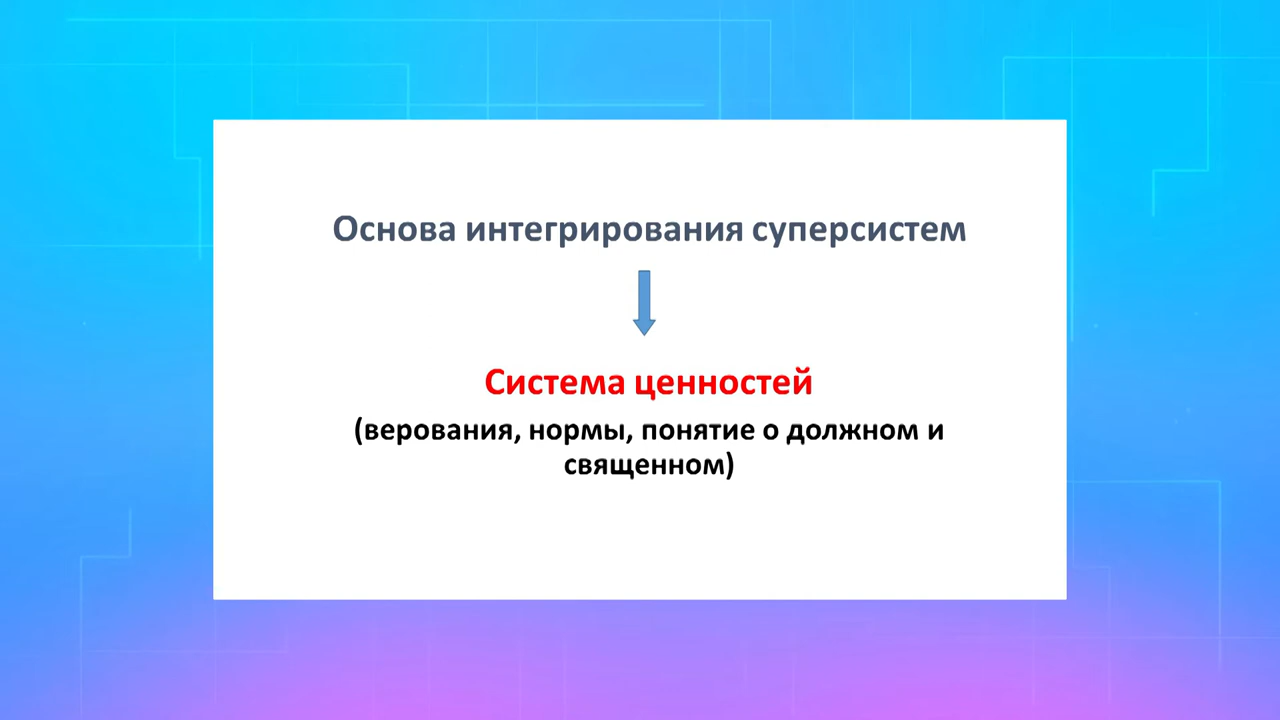 Основа интегрирования суперсистем
Система ценностей
(верования, нормы, понятие о должном и
священном)